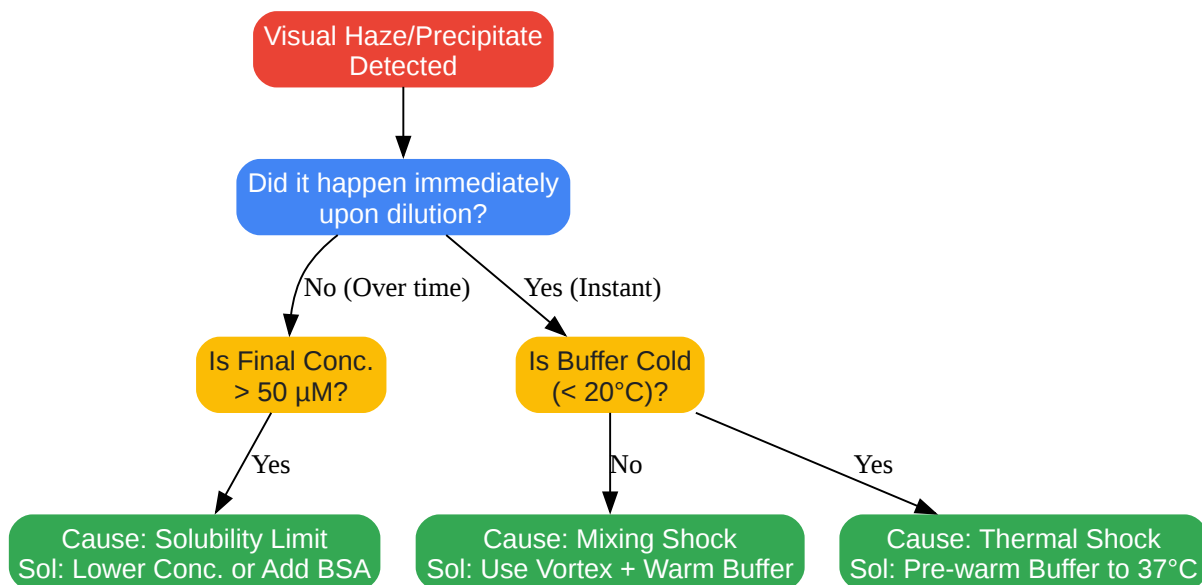 Visual Haze/Precipitate
Detected
Did it happen immediately
upon dilution?
No (Over time)
Yes (Instant)
Is Final Conc.
> 50 µM?
Is Buffer Cold
(< 20°C)?
Yes
No
Yes
Cause: Solubility Limit
Sol: Lower Conc. or Add BSA
Cause: Mixing Shock
Sol: Use Vortex + Warm Buffer
Cause: Thermal Shock
Sol: Pre-warm Buffer to 37°C